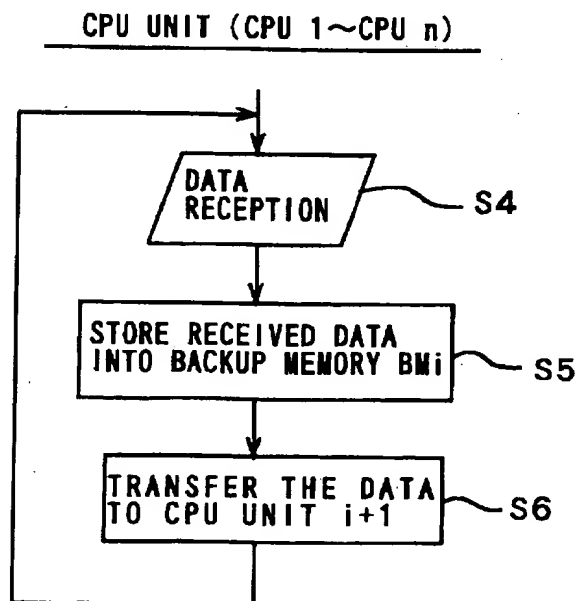 CPU UNIT (CPU 1~CPU n)
DATA
RECEPTION
S4
STORE RECEIVED DATA
INTO BACKUP MEMORY BMi
S5
TRANSFER THE DATA
TO CPU UNIT i+1
S6